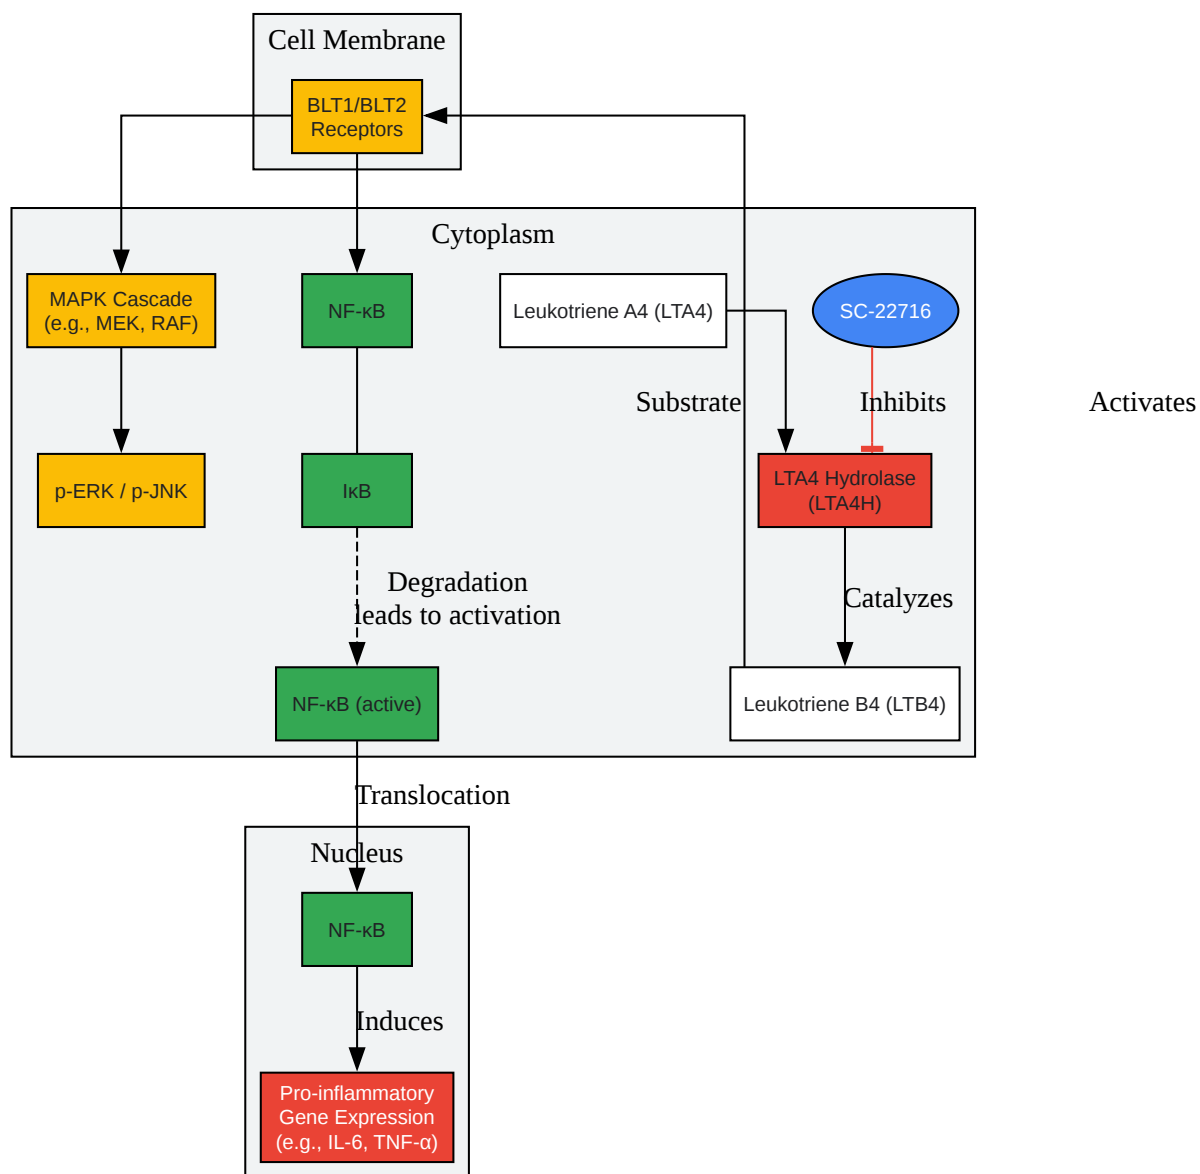 Cell Membrane
BLT1/BLT2
Receptors
Cytoplasm
MAPK Cascade
(e.g., MEK, RAF)
NF-κB
Leukotriene A4 (LTA4)
SC-22716
Substrate
Inhibits
Activates
p-ERK / p-JNK
IκB
LTA4 Hydrolase
(LTA4H)
Degradation
leads to activation
Catalyzes
NF-κB (active)
Leukotriene B4 (LTB4)
Translocation
Nucleus
NF-κB
Induces
Pro-inflammatory
Gene Expression
(e.g., IL-6, TNF-α)